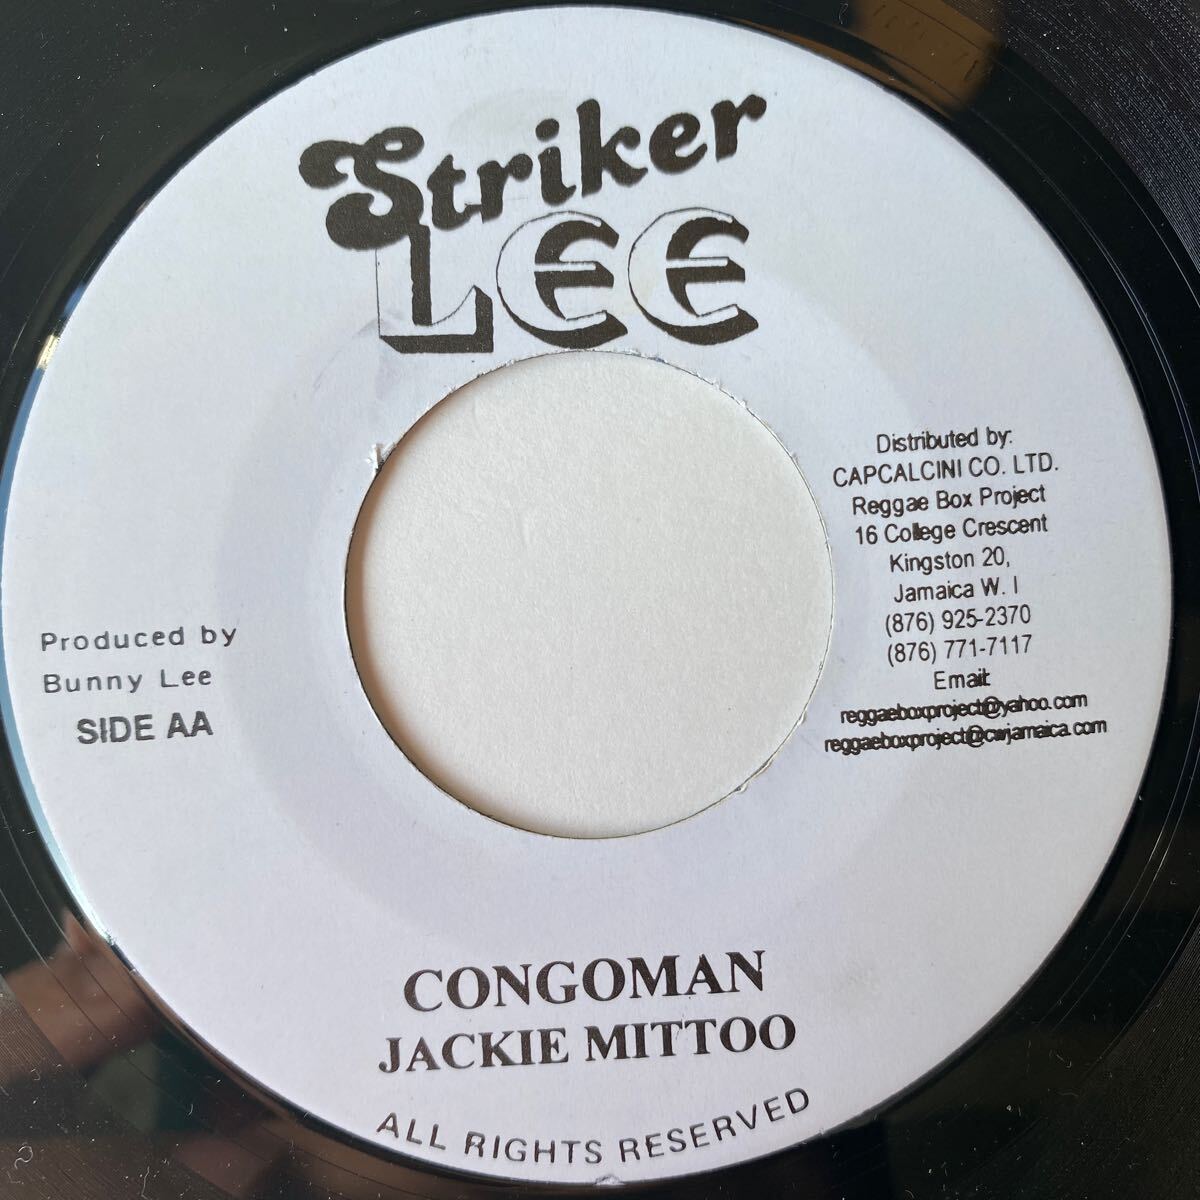 Striker
LEE
Distributed by:
CAPCALCINI CO. LTD.
Reggae Box Project
16 College Crescent
Kingston 20,
Jamaica W. I
(876) 925-2370
(876) 771-7117
Email:
reggaeboxproject@yahoo.com
reggaeboxproject@cwjamaica.com
Produced by
Bunny Lee
SIDE AA
CONGOMAN
JACKIE MITTOO
ALL RIGHTS RESERVED